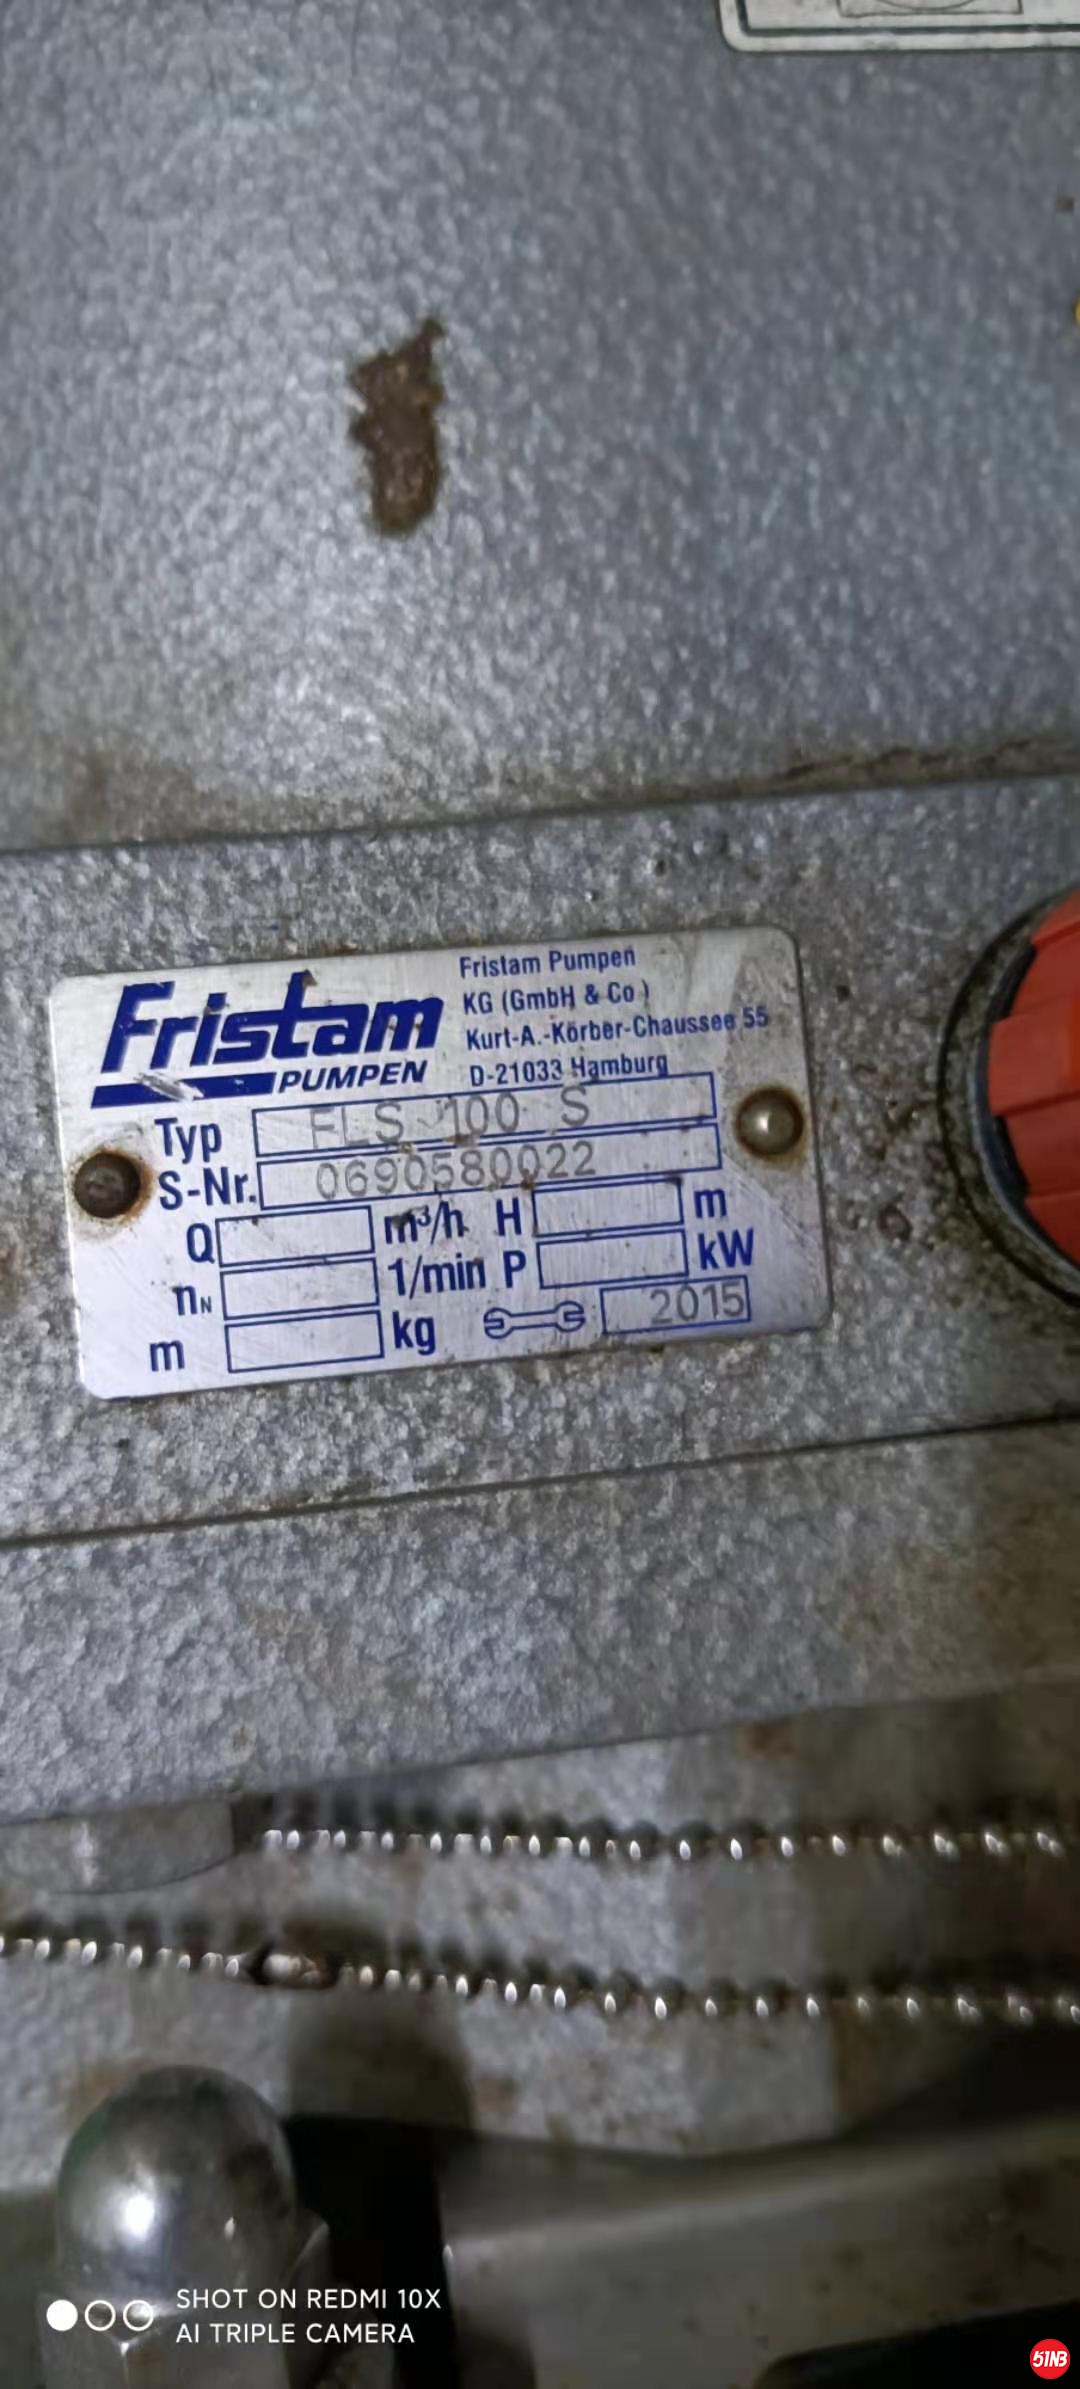 Fristam
PUMPEN
Fristam Pumpen
KG (GmbH & Co)
Kurt-A.-Körber-Chaussee 55
D-21033 Hamburg
Typ FLS 100 S
S-Nr. 0690580022
Q m³/h H m
nN 1/min P kW
m kg 2015
SHOT ON REDMI 10X
AI TRIPLE CAMERA
51NB